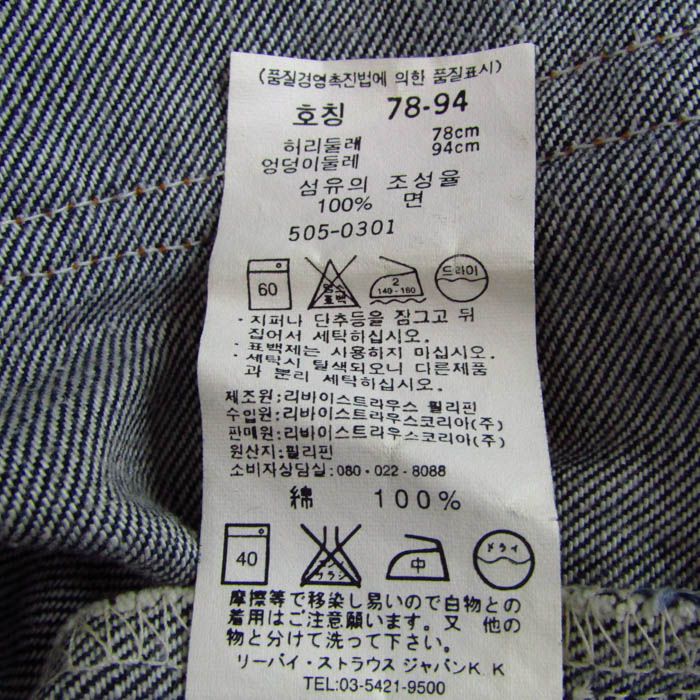 (품질경영촉진법에 의한 품질표시)
호칭 78-94
허리둘레 78cm
엉덩이둘레 94cm
섬유의 조성율
100% 면
505-0301
60 염소 표백 2 140-160 드라이
· 지퍼나 단추등을 잠그고 뒤
집어서 세탁하십시오.
· 표백제는 사용하지 마십시오.
· 세탁시 탈색되오니 다른제품
과 분리 세탁하십시오.
제조원:리바이스트라우스 필리핀
수입원:리바이스트라우스코리아(주)
판매원:리바이스트라우스코리아(주)
원산지:필리핀
소비자상담실:080-022-8088
綿 100%
40 エンソ サラシ 中 ドライ
摩擦等で移染し易いので白物との
着用はご注意願います。又 他の
物と分けて洗って下さい。
リーバイ・ストラウス ジャパンK.K
TEL:03-5421-9500